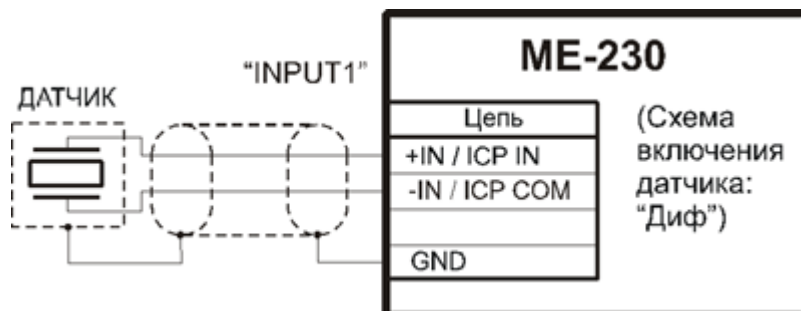 ME-230
“INPUT1”
ДАТЧИК
Цепь
+IN / ICP IN
-IN / ICP COM
GND
(Схема
включения
датчика:
“Диф”)